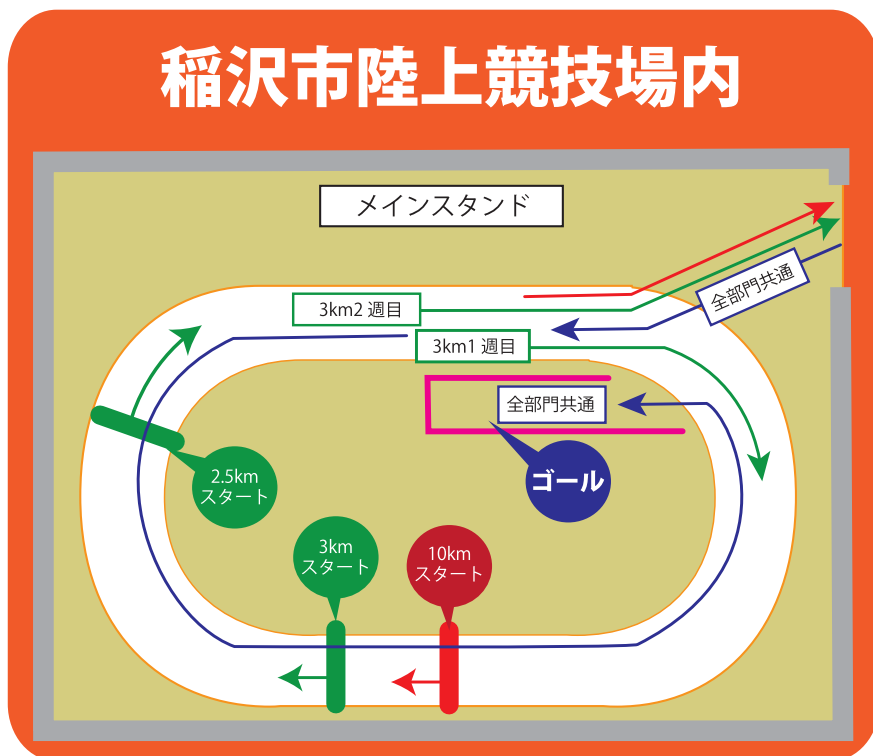 稲沢市陸上競技場内
メインスタンド
全部門共通
3km2 週目
3km1 週目
全部門共通
ゴール
2.5km
スタート
3km
スタート
10km
スタート